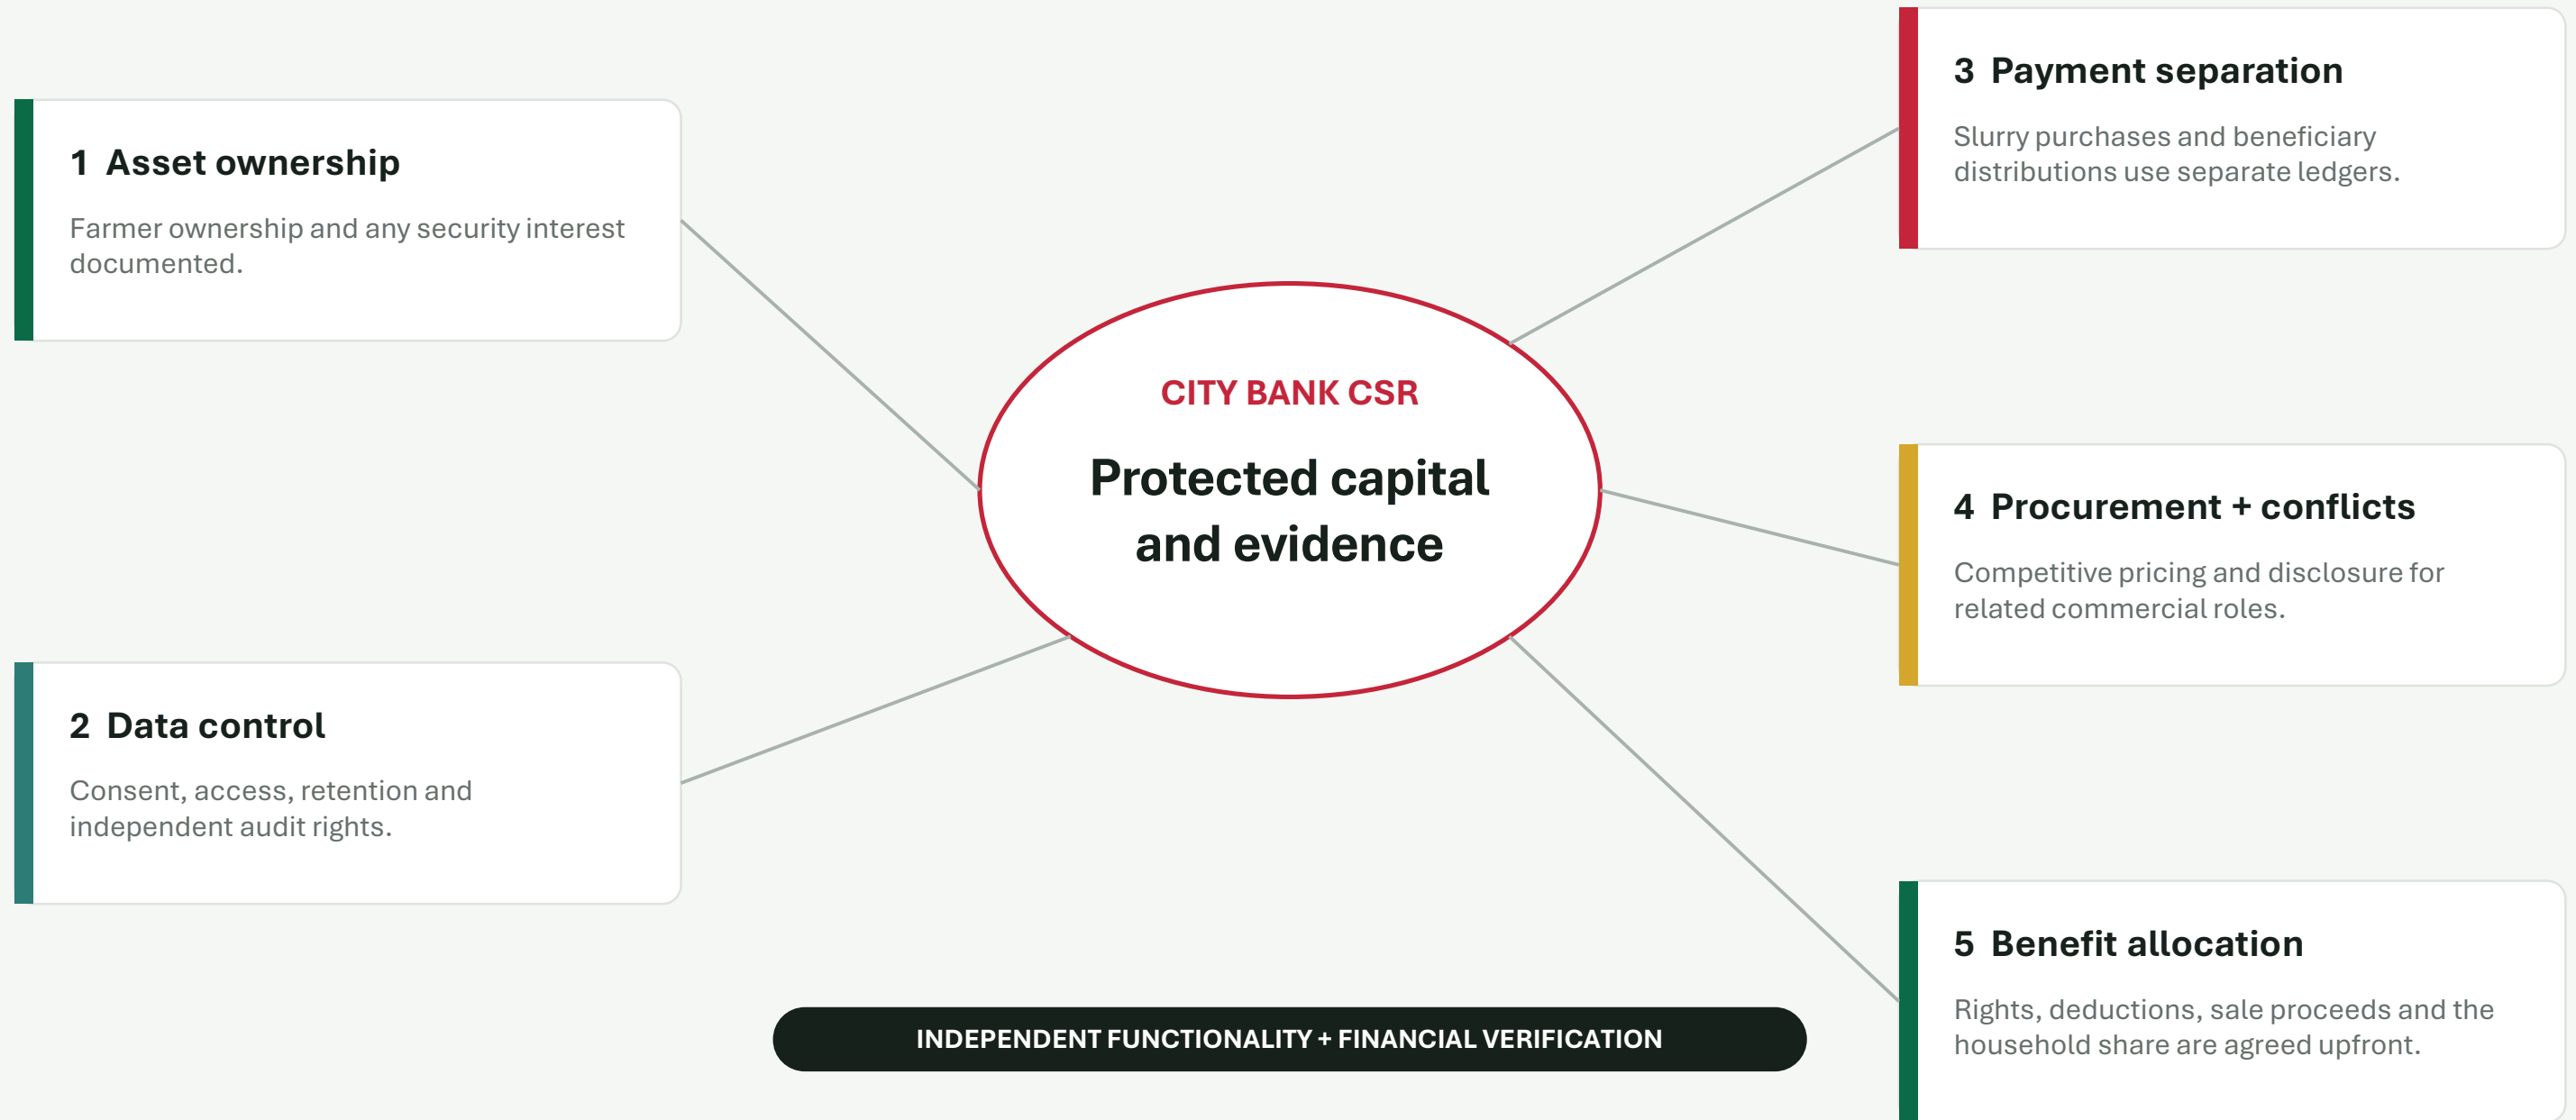 1 Asset ownership
Farmer ownership and any security interest
documented.
2 Data control
Consent, access, retention and
independent audit rights.
CITY BANK CSR
Protected capital
and evidence
3 Payment separation
Slurry purchases and beneficiary
distributions use separate ledgers.
4 Procurement + conflicts
Competitive pricing and disclosure for
related commercial roles.
5 Benefit allocation
Rights, deductions, sale proceeds and the
household share are agreed upfront.
INDEPENDENT FUNCTIONALITY + FINANCIAL VERIFICATION